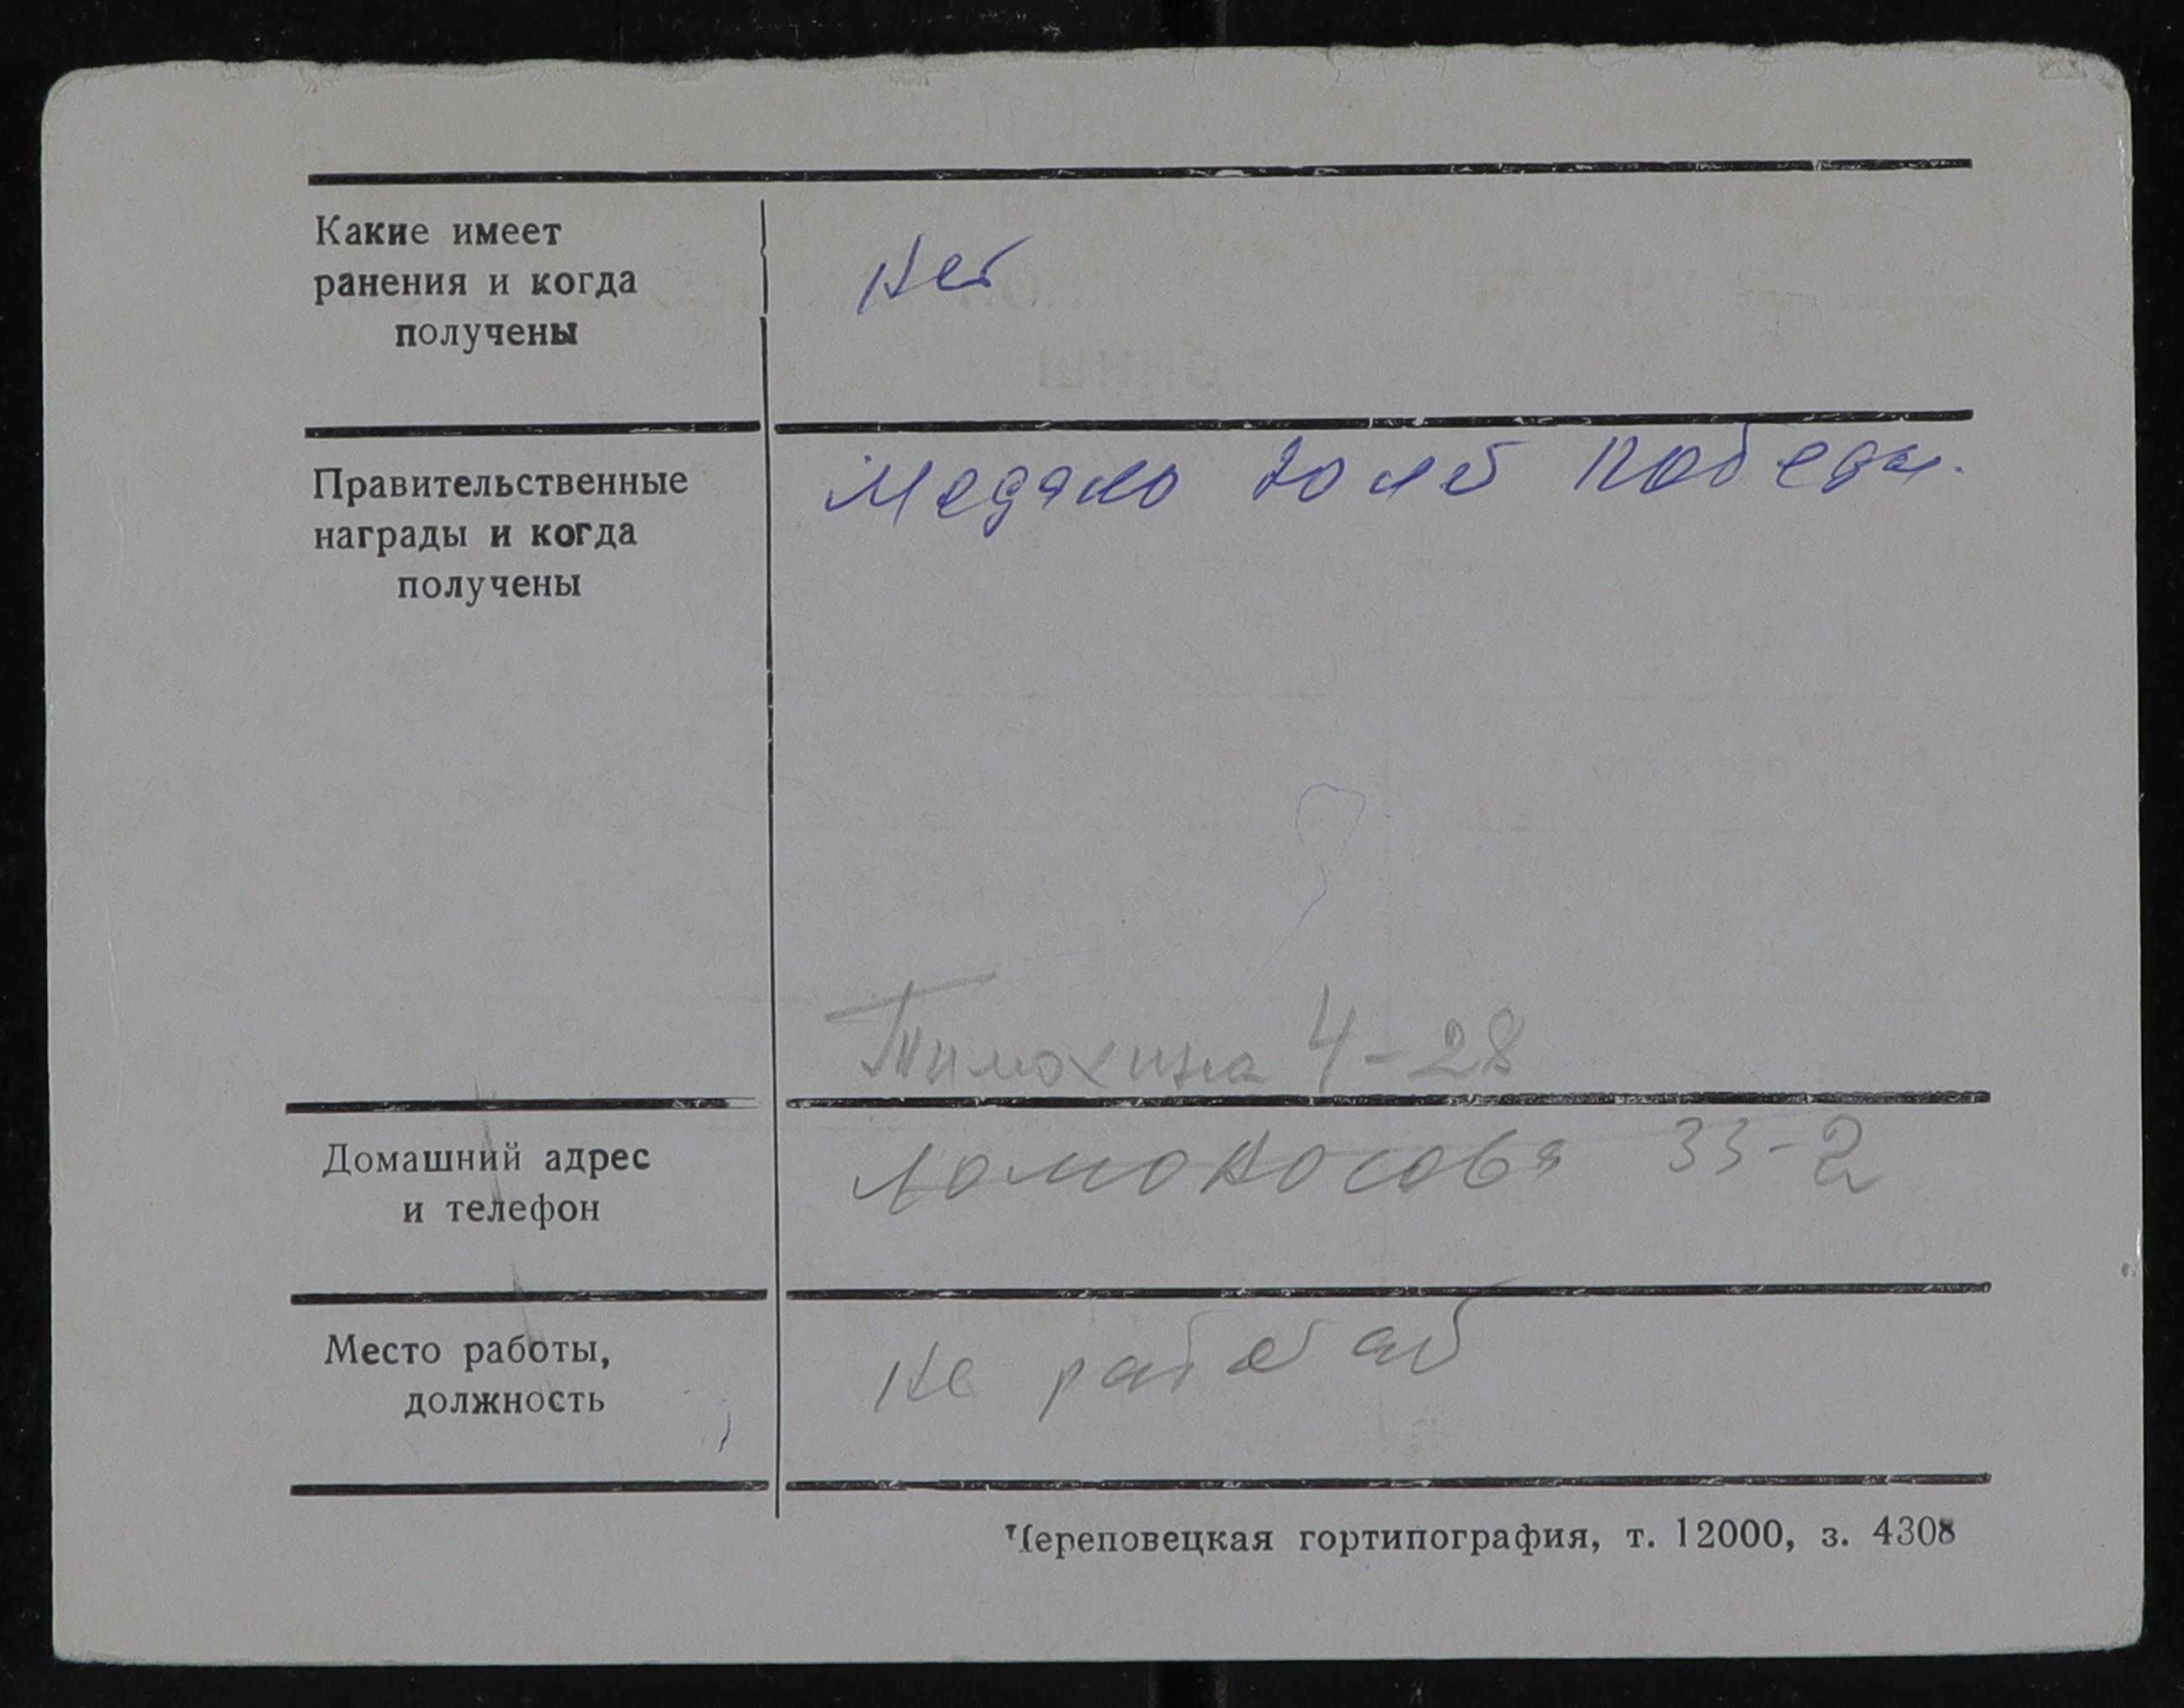 Какие имеет
ранения и когда
получены
Нет
Правительственные
награды и когда
получены
Медаль 20 лет Победы.
Тимохина 4-28
Домашний адрес
и телефон
Ломоносова 33-2
Место работы,
должность
Не работает
Череповецкая гортипография, т. 12000, з. 4308